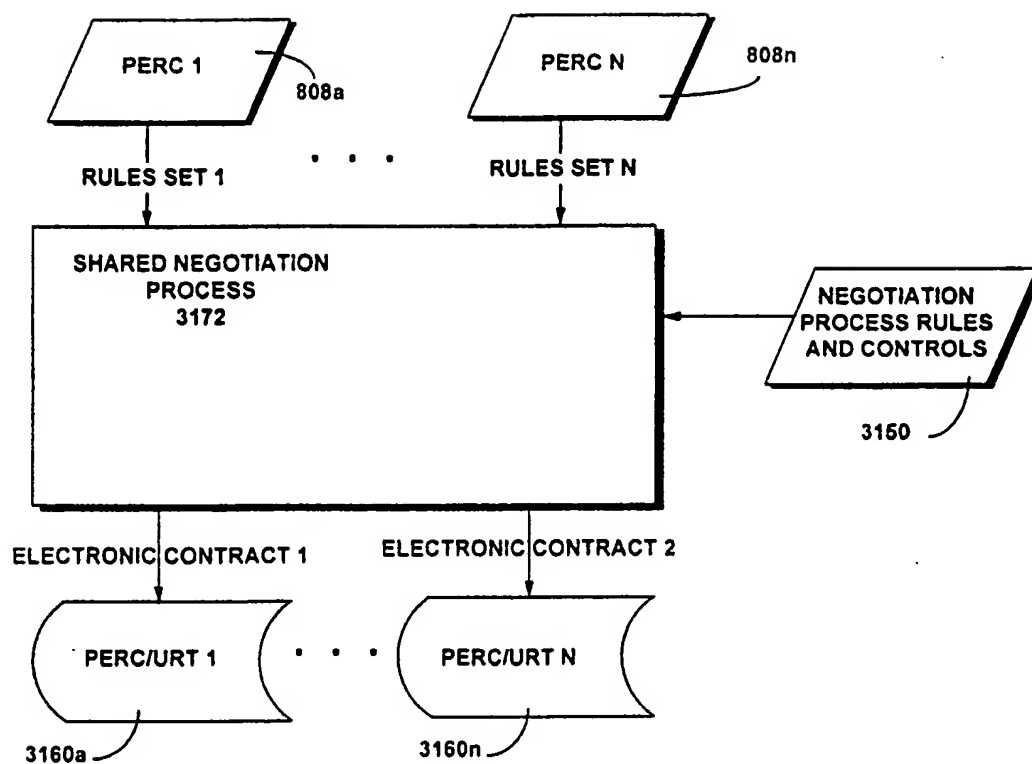 PERC 1
808a
PERC N
808n
RULES SET 1
RULES SET N
SHARED NEGOTIATION
PROCESS
3172
NEGOTIATION
PROCESS RULES
AND CONTROLS
3150
ELECTRONIC CONTRACT 1
ELECTRONIC CONTRACT 2
PERC/URT 1
PERC/URT N
3160a
3160n